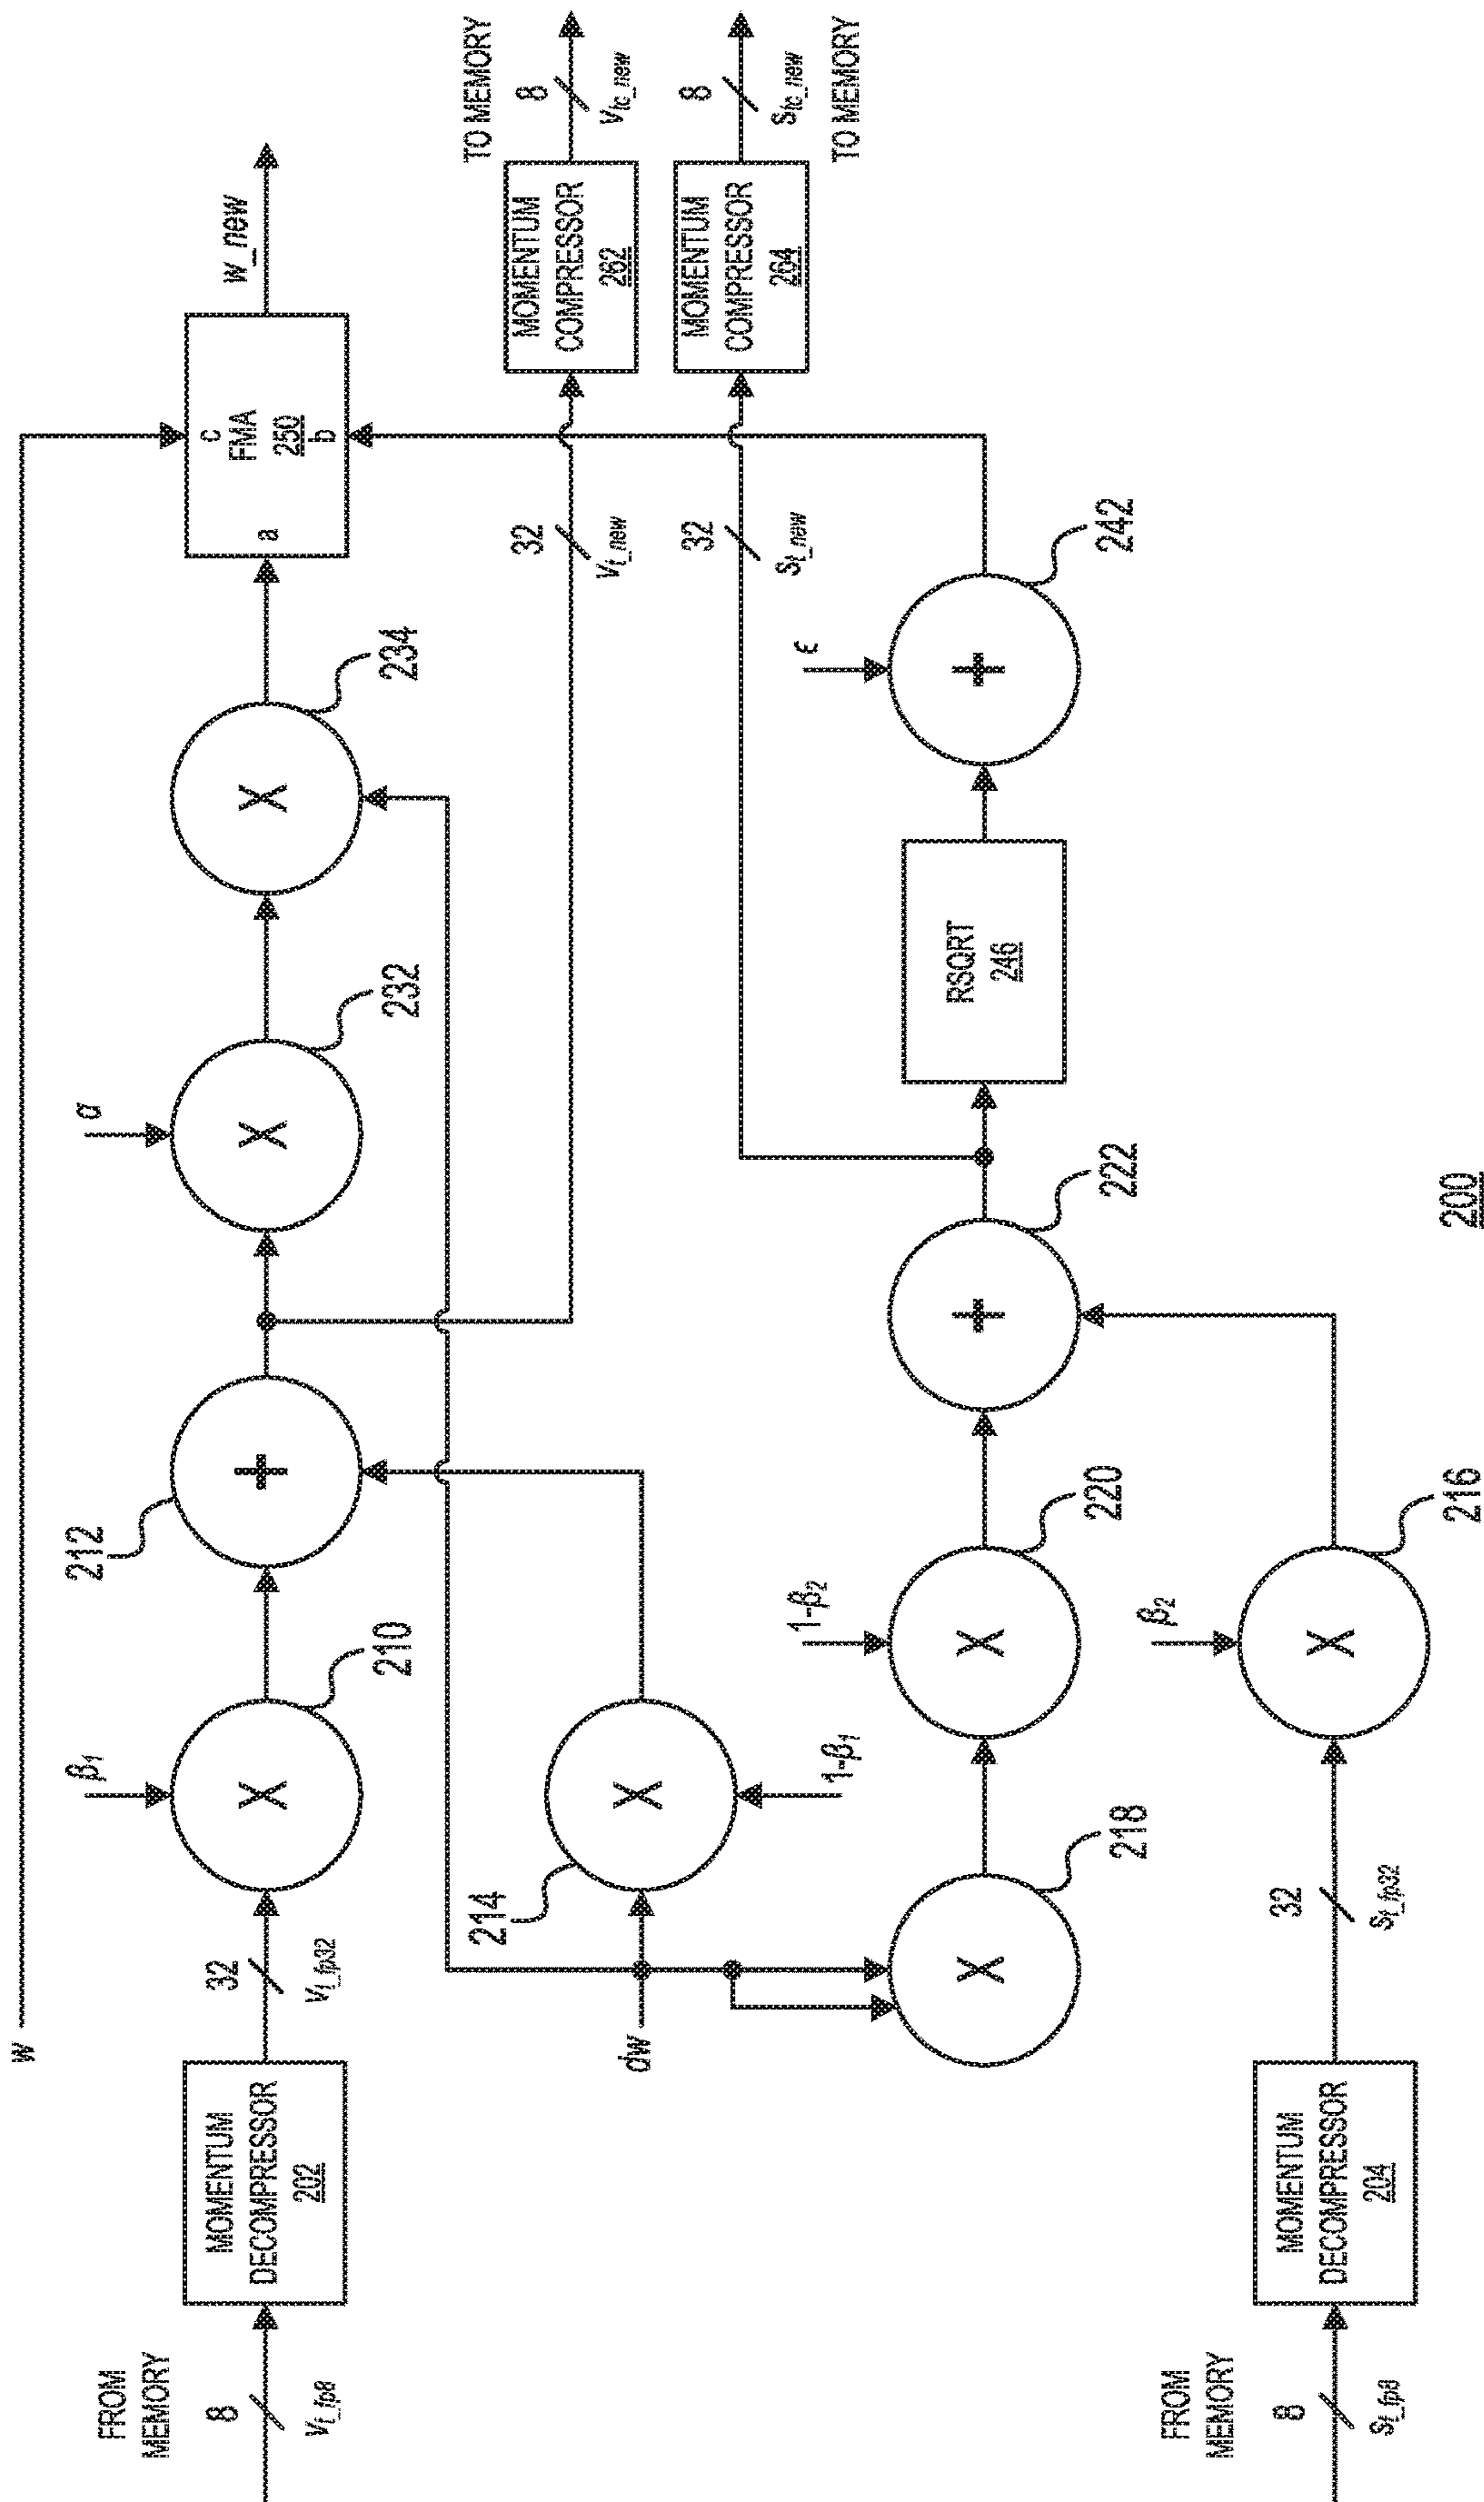 w
FROM
MEMORY
8
v_t_fp8
MOMENTUM
DECOMPRESSOR
202
32
v_t_fp32
β₁
X
210
212
+
α
X
232
X
234
c
FMA
250
b
a
w_new
dw
214
X
1-β₁
32
v_t_new
MOMENTUM
COMPRESSOR
262
8
v_tc_new
TO MEMORY
32
s_t_new
MOMENTUM
COMPRESSOR
264
8
s_tc_new
TO MEMORY
X
218
1-β₂
X
220
+
222
RSQRT
246
ϵ
+
242
FROM
MEMORY
8
s_t_fp8
MOMENTUM
DECOMPRESSOR
204
32
s_t_fp32
β₂
X
216
200